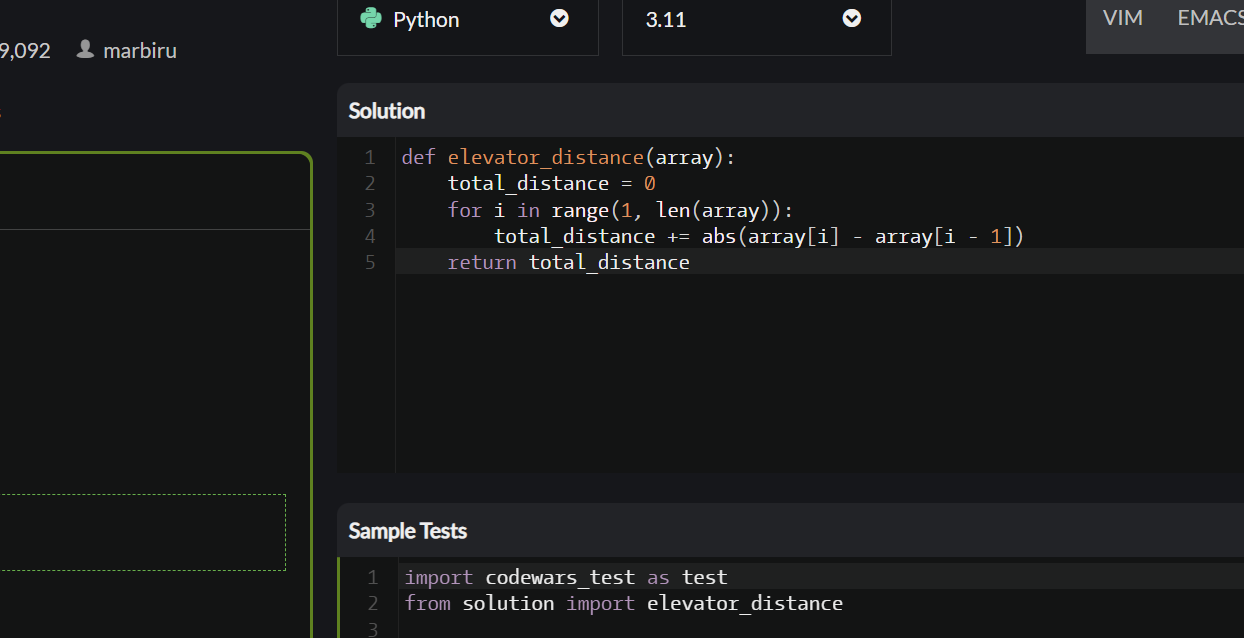 Python
3.11
VIM EMACS
9,092 marbiru
Solution
1 def elevator_distance(array):
2     total_distance = 0
3     for i in range(1, len(array)):
4         total_distance += abs(array[i] - array[i - 1])
5     return total_distance
Sample Tests
1 import codewars_test as test
2 from solution import elevator_distance
3